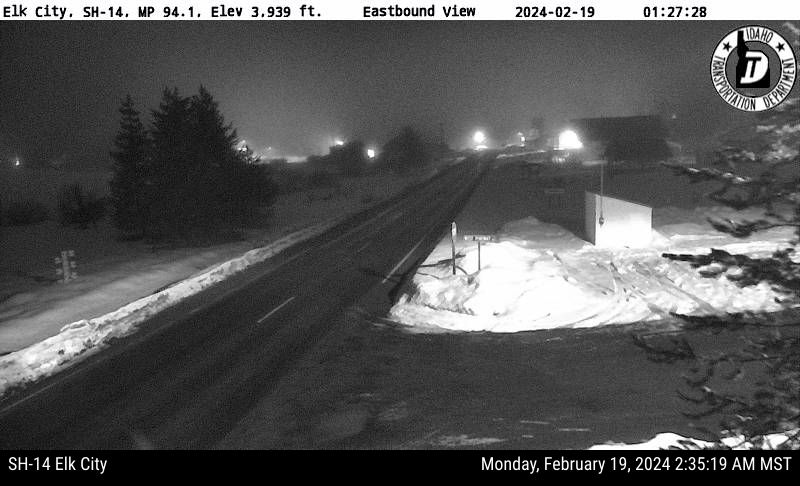 Elk City, SH-14, MP 94.1, Elev 3,939 ft. Eastbound View 2024-02-19 01:27:28
IDAHO
TRANSPORTATION DEPARTMENT
SH-14 Elk City Monday, February 19, 2024 2:35:19 AM MST